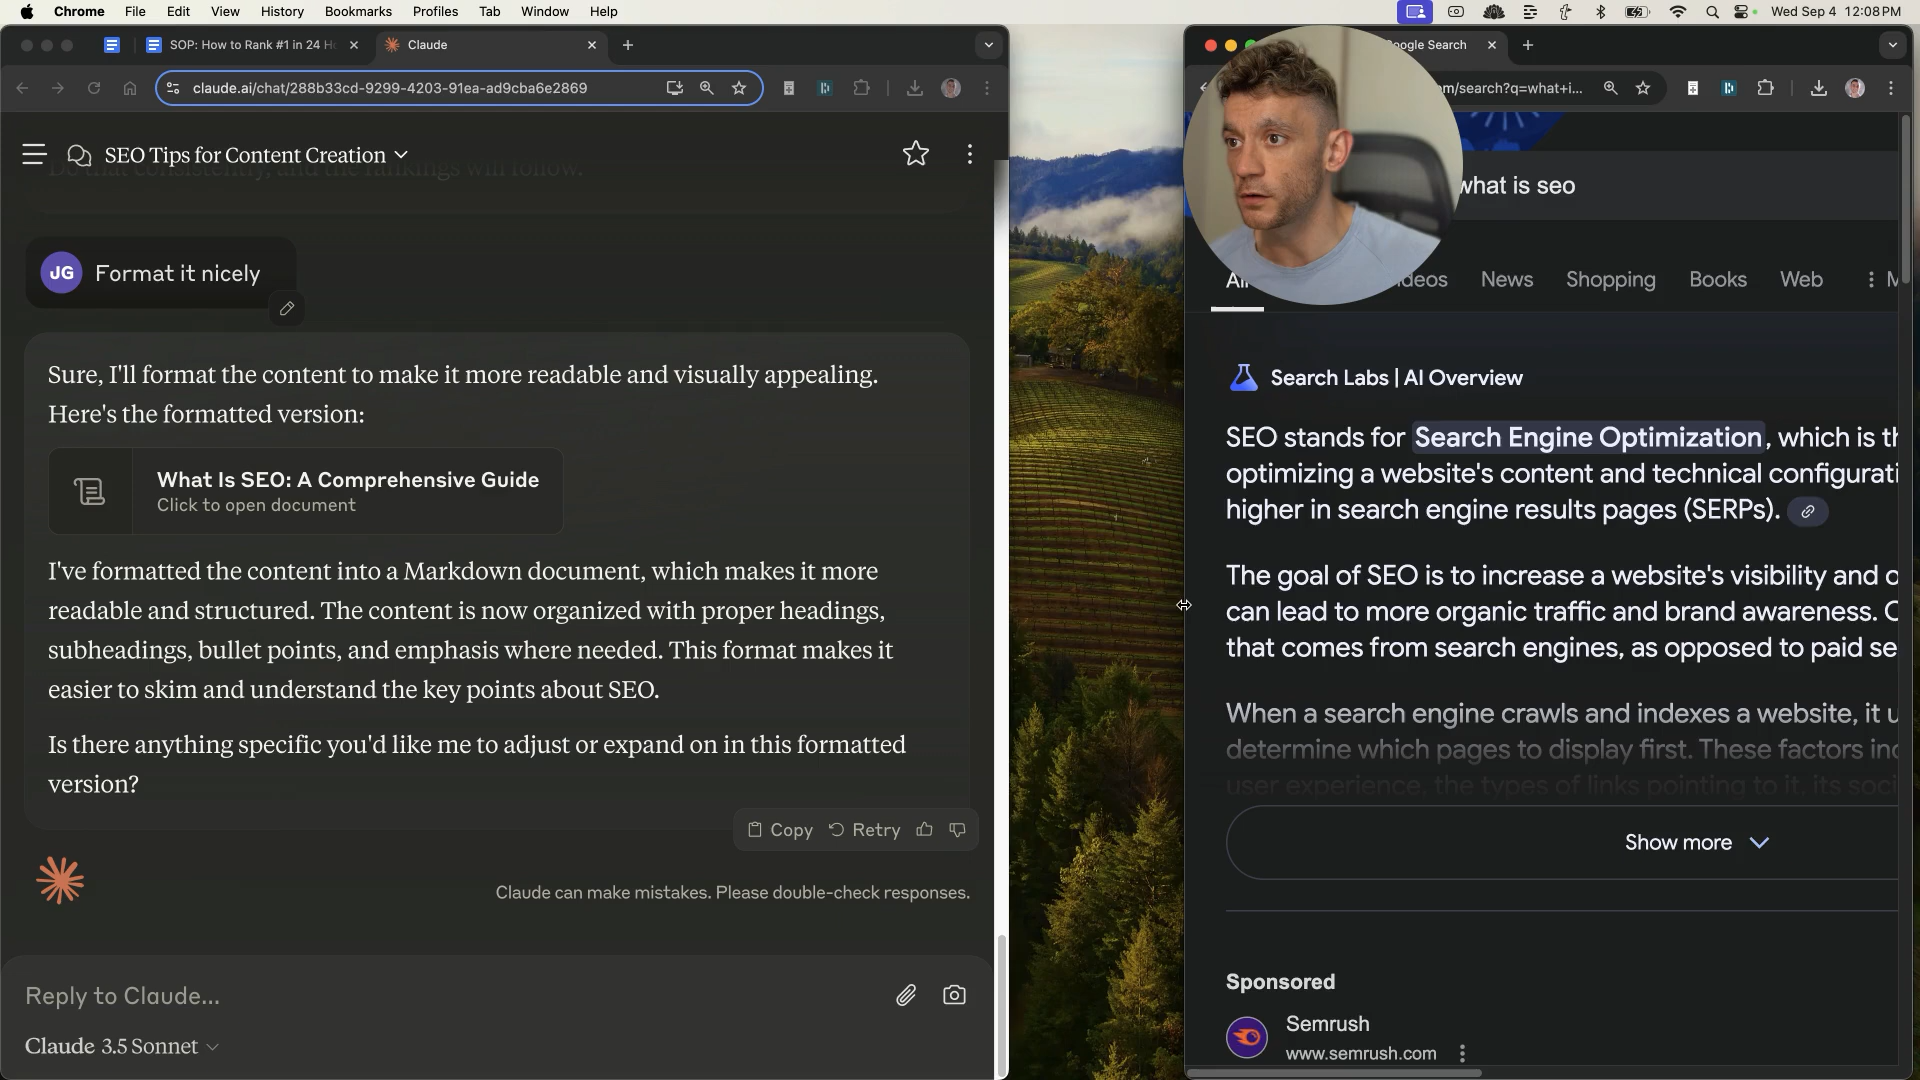 Chrome File Edit View History Bookmarks Profiles Tab Window Help
Wed Sep 4 12:08 PM
SOP: How to Rank #1 in 24 H
Claude
claude.ai/chat/288b33cd-9299-4203-91ea-ad9cba6e2869
SEO Tips for Content Creation
Do that consistently, and the rankings will follow.
JG
Format it nicely
Sure, I'll format the content to make it more readable and visually appealing.
Here's the formatted version:
What Is SEO: A Comprehensive Guide
Click to open document
I've formatted the content into a Markdown document, which makes it more
readable and structured. The content is now organized with proper headings,
subheadings, bullet points, and emphasis where needed. This format makes it
easier to skim and understand the key points about SEO.
Is there anything specific you'd like me to adjust or expand on in this formatted
version?
Copy Retry
Claude can make mistakes. Please double-check responses.
Reply to Claude...
Claude 3.5 Sonnet
oogle Search
om/search?q=what+i...
what is seo
All
ideos News Shopping Books Web M
Search Labs | AI Overview
SEO stands for Search Engine Optimization, which is th
optimizing a website's content and technical configurati
higher in search engine results pages (SERPs).
The goal of SEO is to increase a website's visibility and o
can lead to more organic traffic and brand awareness. O
that comes from search engines, as opposed to paid se
When a search engine crawls and indexes a website, it u
determine which pages to display first. These factors inc
user experience, the types of links pointing to it, its soci
Show more
Sponsored
Semrush
www.semrush.com